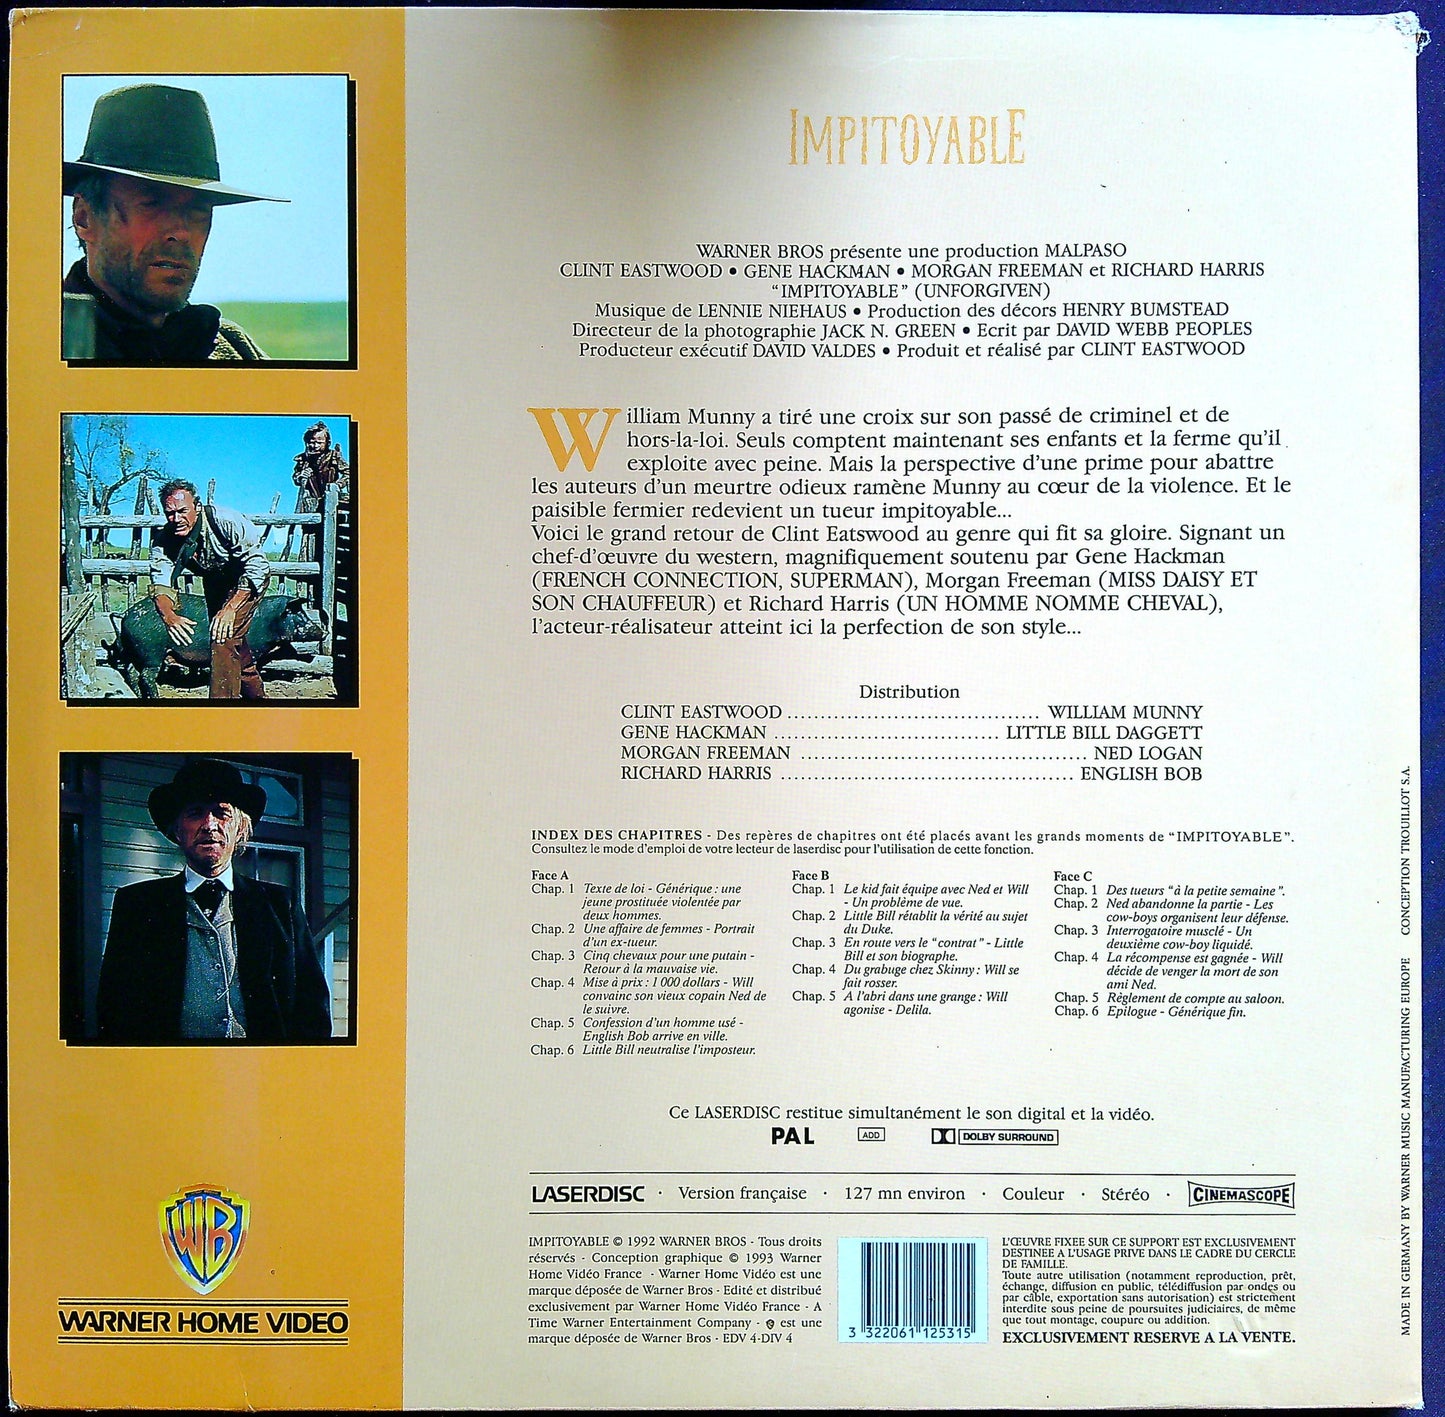 IMPITOYABLE
WARNER BROS présente une production MALPASO
CLINT EASTWOOD • GENE HACKMAN • MORGAN FREEMAN et RICHARD HARRIS
“IMPITOYABLE” (UNFORGIVEN)
Musique de LENNIE NIEHAUS • Production des décors HENRY BUMSTEAD
Directeur de la photographie JACK N. GREEN • Ecrit par DAVID WEBB PEOPLES
Producteur exécutif DAVID VALDES • Produit et réalisé par CLINT EASTWOOD
William Munny a tiré une croix sur son passé de criminel et de
hors-la-loi. Seuls comptent maintenant ses enfants et la ferme qu’il
exploite avec peine. Mais la perspective d’une prime pour abattre
les auteurs d’un meurtre odieux ramène Munny au cœur de la violence. Et le
paisible fermier redevient un tueur impitoyable...
Voici le grand retour de Clint Eatswood au genre qui fit sa gloire. Signant un
chef-d’œuvre du western, magnifiquement soutenu par Gene Hackman
(FRENCH CONNECTION, SUPERMAN), Morgan Freeman (MISS DAISY ET
SON CHAUFFEUR) et Richard Harris (UN HOMME NOMME CHEVAL),
l’acteur-réalisateur atteint ici la perfection de son style...
Distribution
CLINT EASTWOOD ...................................... WILLIAM MUNNY
GENE HACKMAN .................................. LITTLE BILL DAGGETT
MORGAN FREEMAN ........................................... NED LOGAN
RICHARD HARRIS ............................................ ENGLISH BOB
INDEX DES CHAPITRES - Des repères de chapitres ont été placés avant les grands moments de “IMPITOYABLE”.
Consultez le mode d’emploi de votre lecteur de laserdisc pour l’utilisation de cette fonction.
Face A
Chap. 1 Texte de loi - Générique : une
jeune prostituée violentée par
deux hommes.
Chap. 2 Une affaire de femmes - Portrait
d’un ex-tueur.
Chap. 3 Cinq chevaux pour une putain -
Retour à la mauvaise vie.
Chap. 4 Mise à prix : 1 000 dollars - Will
convainc son vieux copain Ned de
le suivre.
Chap. 5 Confession d’un homme usé -
English Bob arrive en ville.
Chap. 6 Little Bill neutralise l’imposteur.
Face B
Chap. 1 Le kid fait équipe avec Ned et Will
- Un problème de vue.
Chap. 2 Little Bill rétablit la vérité au sujet
du Duke.
Chap. 3 En route vers le “contrat” - Little
Bill et son biographe.
Chap. 4 Du grabuge chez Skinny : Will se
fait rosser.
Chap. 5 A l’abri dans une grange : Will
agonise - Delila.
Face C
Chap. 1 Des tueurs “à la petite semaine”.
Chap. 2 Ned abandonne la partie - Les
cow-boys organisent leur défense.
Chap. 3 Interrogatoire musclé - Un
deuxième cow-boy liquidé.
Chap. 4 La récompense est gagnée - Will
décide de venger la mort de son
ami Ned.
Chap. 5 Règlement de compte au saloon.
Chap. 6 Epilogue - Générique fin.
Ce LASERDISC restitue simultanément le son digital et la vidéo.
PAL ADD DOLBY SURROUND
LASERDISC · Version française · 127 mn environ · Couleur · Stéréo · CINEMASCOPE
IMPITOYABLE © 1992 WARNER BROS - Tous droits
réservés - Conception graphique © 1993 Warner
Home Vidéo France - Warner Home Vidéo est une
marque déposée de Warner Bros - Edité et distribué
exclusivement par Warner Home Vidéo France - A
Time Warner Entertainment Company - est une
marque déposée de Warner Bros - EDV 4-DIV 4
3 322061 125315
L’ŒUVRE FIXEE SUR CE SUPPORT EST EXCLUSIVEMENT
DESTINEE A L’USAGE PRIVE DANS LE CADRE DU CERCLE
DE FAMILLE.
Toute autre utilisation (notamment reproduction, prêt,
échange, diffusion en public, télédiffusion par ondes ou
par câble, exportation sans autorisation) est strictement
interdite sous peine de poursuites judiciaires, de même
que tout montage, coupure ou addition.
EXCLUSIVEMENT RESERVE A LA VENTE.
WB
WARNER HOME VIDEO
MADE IN GERMANY BY WARNER MUSIC MANUFACTURING EUROPE CONCEPTION TROUILLOT S.A.